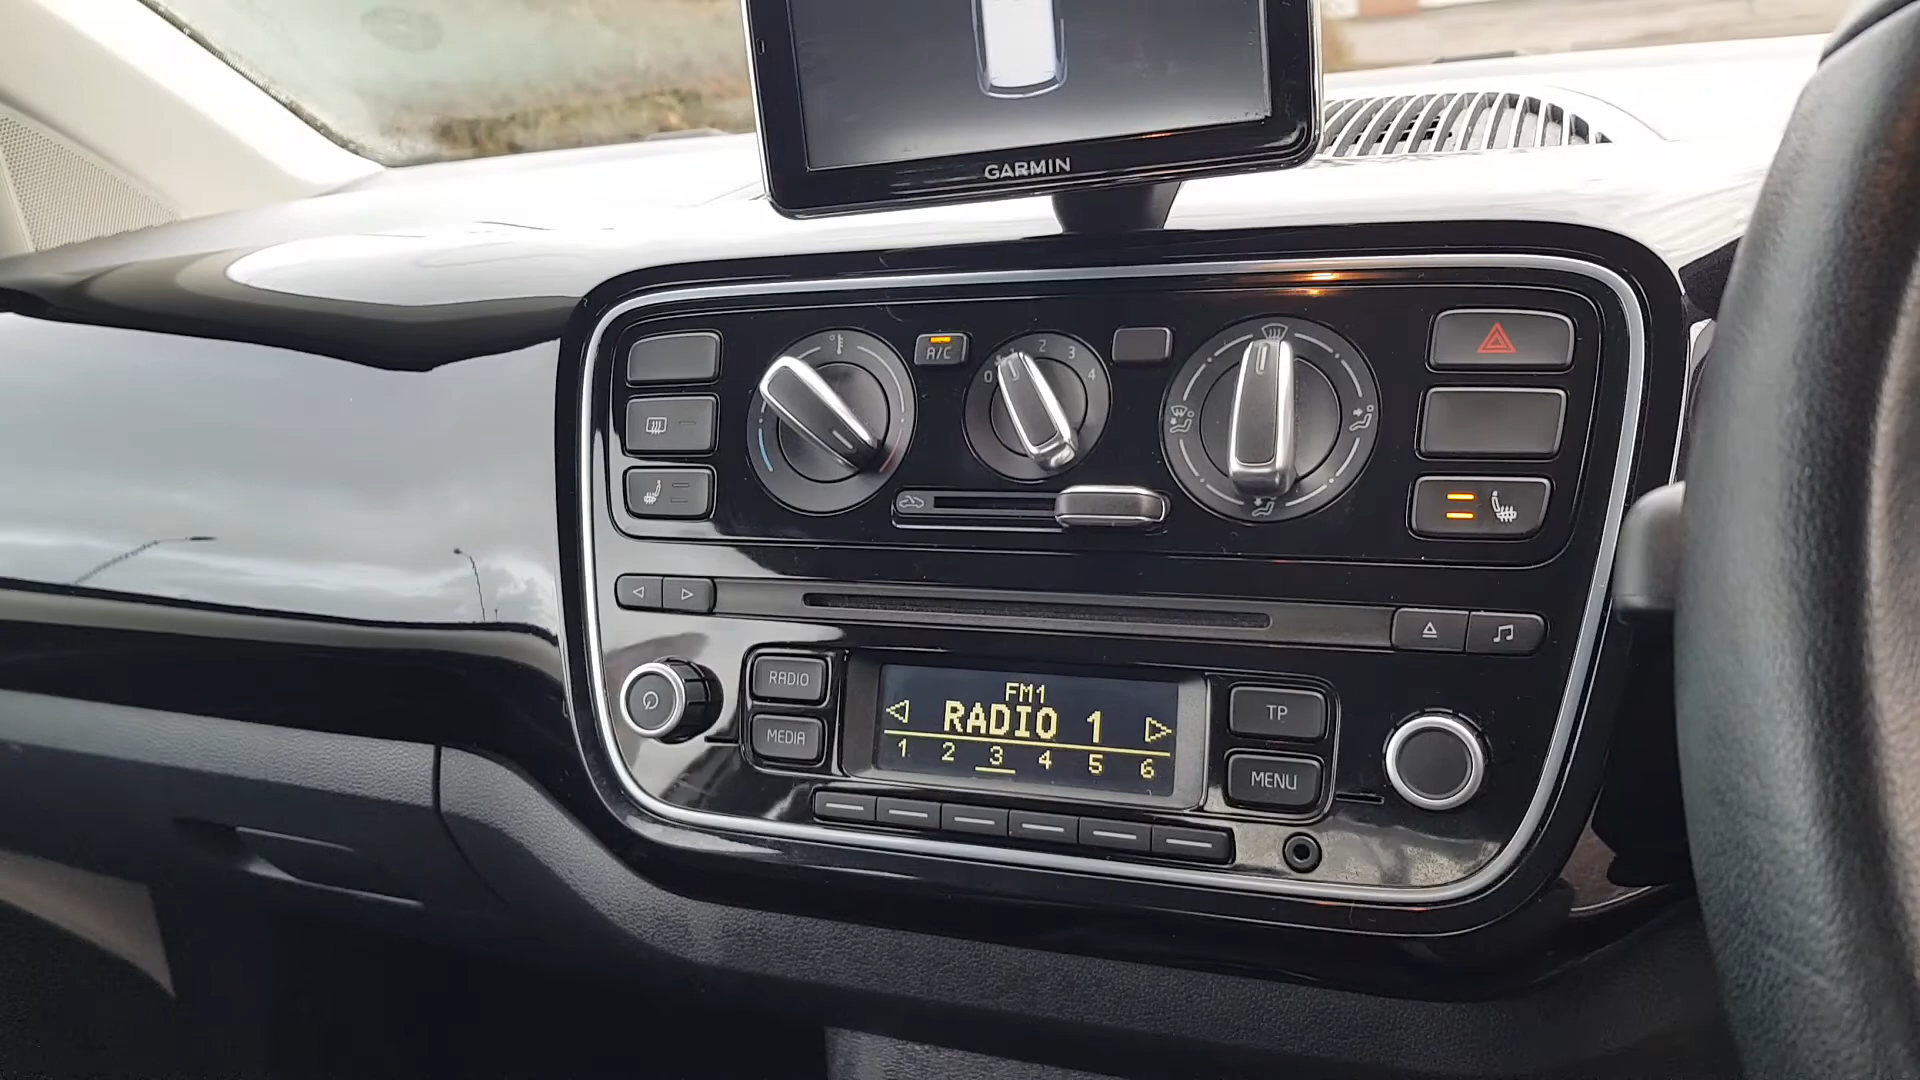 GARMIN
A/C
0 1 2 3 4
RADIO
MEDIA
FM1
RADIO 1
1 2 3 4 5 6
TP
MENU